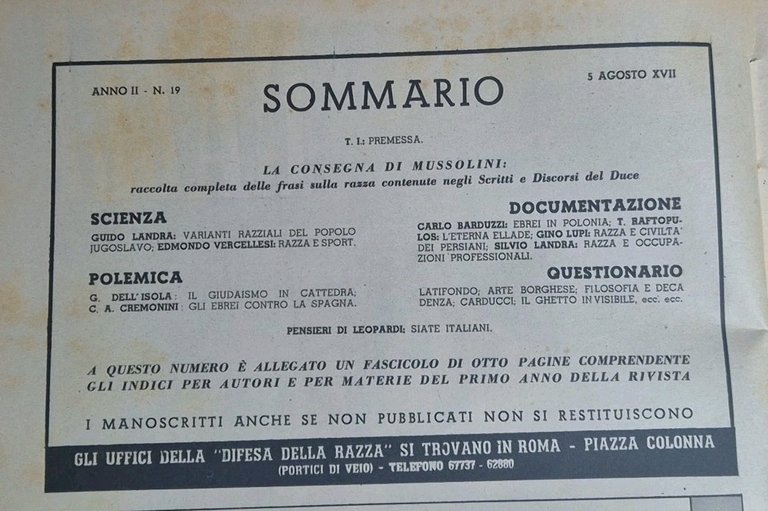 ANNO II - N. 19
SOMMARIO
5 AGOSTO XVII
T. I.: PREMESSA.
LA CONSEGNA DI MUSSOLINI:
raccolta completa delle frasi sulla razza contenute negli Scritti e Discorsi del Duce
SCIENZA
GUIDO LANDRA: VARIANTI RAZZIALI DEL POPOLO
JUGOSLAVO; EDMONDO VERCELLESI: RAZZA E SPORT.
DOCUMENTAZIONE
CARLO BARDUZZI: EBREI IN POLONIA; T. RAFTOPU-
LOS: L'ETERNA ELLADE; GINO LUPI: RAZZA E CIVILTA'
DEI PERSIANI; SILVIO LANDRA: RAZZA E OCCUPA-
ZIONI PROFESSIONALI.
POLEMICA
G. DELL'ISOLA: IL GIUDAISMO IN CATTEDRA;
C. A. CREMONINI: GLI EBREI CONTRO LA SPAGNA.
QUESTIONARIO
LATIFONDO; ARTE BORGHESE; FILOSOFIA E DECA
DENZA; CARDUCCI; IL GHETTO INVISIBILE, ecc. ecc.
PENSIERI DI LEOPARDI: SIATE ITALIANI.
A QUESTO NUMERO È ALLEGATO UN FASCICOLO DI OTTO PAGINE COMPRENDENTE
GLI INDICI PER AUTORI E PER MATERIE DEL PRIMO ANNO DELLA RIVISTA
I MANOSCRITTI ANCHE SE NON PUBBLICATI NON SI RESTITUISCONO
GLI UFFICI DELLA "DIFESA DELLA RAZZA" SI TROVANO IN ROMA - PIAZZA COLONNA
(PORTICI DI VEIO) - TELEFONO 67737 - 62880